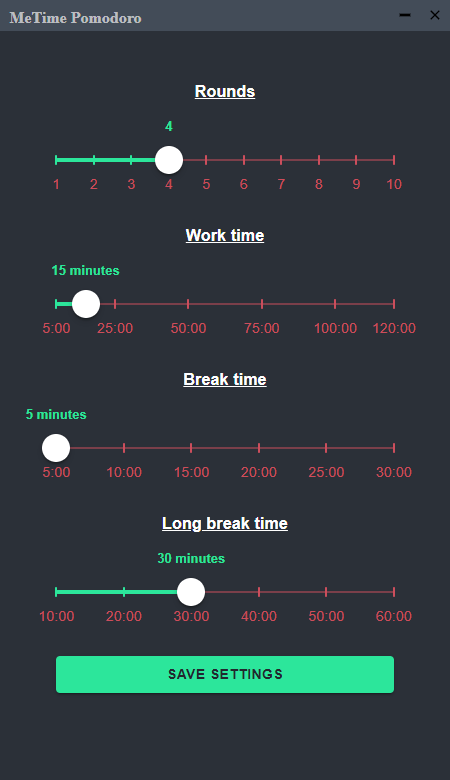 MeTime Pomodoro
Rounds
4
1 2 3 4 5 6 7 8 9 10
Work time
15 minutes
5:00 25:00 50:00 75:00 100:00 120:00
Break time
5 minutes
5:00 10:00 15:00 20:00 25:00 30:00
Long break time
30 minutes
10:00 20:00 30:00 40:00 50:00 60:00
SAVE SETTINGS